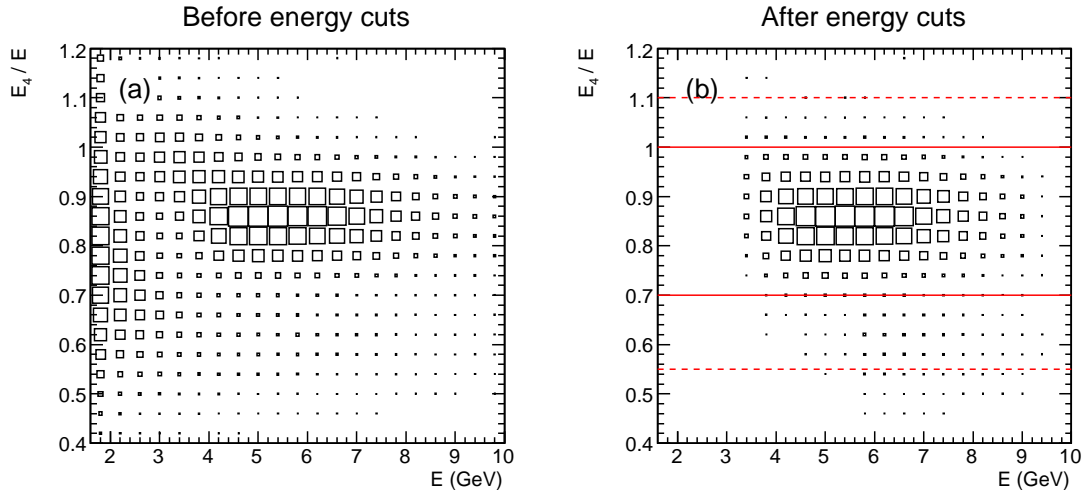 Before energy cuts
E4 / E
1.2
1.1
1
0.9
0.8
0.7
0.6
0.5
0.4
(a)
2 3 4 5 6 7 8 9 10
E (GeV)
After energy cuts
E4 / E
1.2
1.1
1
0.9
0.8
0.7
0.6
0.5
0.4
(b)
2 3 4 5 6 7 8 9 10
E (GeV)